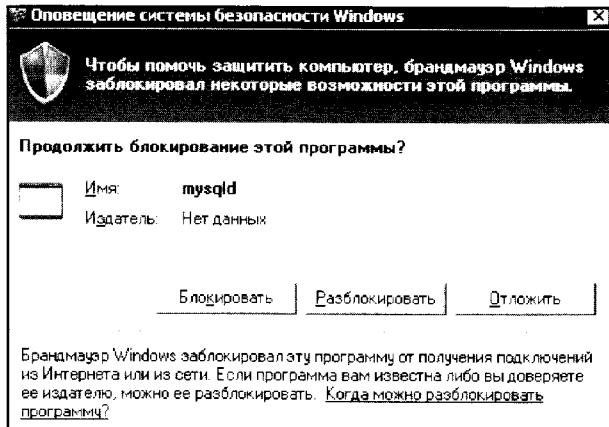 Оповещение системы безопасности Windows
Чтобы помочь защитить компьютер, брандмауэр Windows
заблокировал некоторые возможности этой программы.
Продолжить блокирование этой программы?
Имя: mysqld
Издатель: Нет данных
Блокировать Разблокировать Отложить
Брандмауэр Windows заблокировал эту программу от получения подключений
из Интернета или из сети. Если программа вам известна либо вы доверяете
ее издателю, можно ее разблокировать. Когда можно разблокировать
программу?